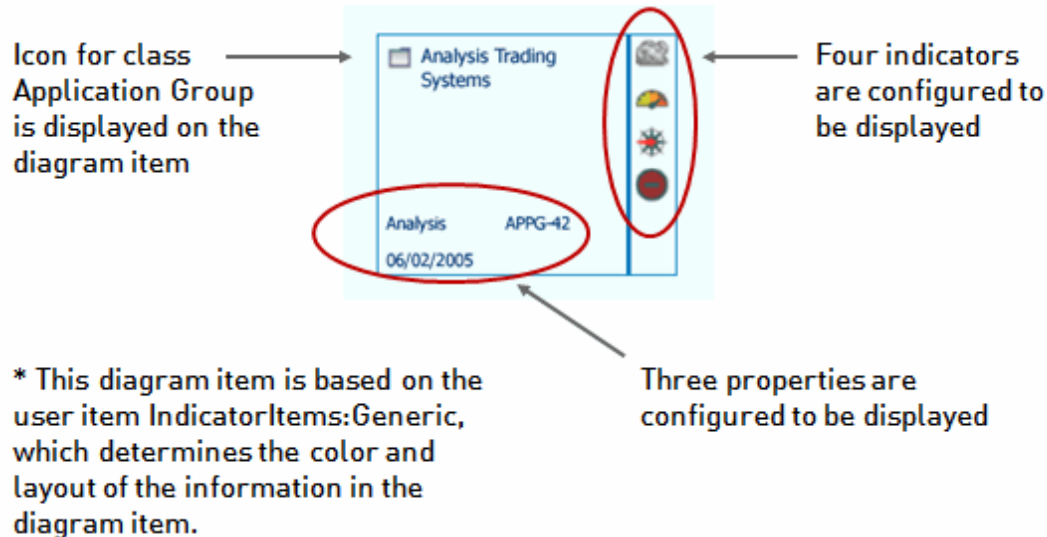 Icon for class
Application Group
is displayed on the
diagram item
Analysis Trading
Systems
Analysis APPG-42
06/02/2005
Four indicators
are configured to
be displayed
* This diagram item is based on the
user item IndicatorItems:Generic,
which determines the color and
layout of the information in the
diagram item.
Three properties are
configured to be displayed